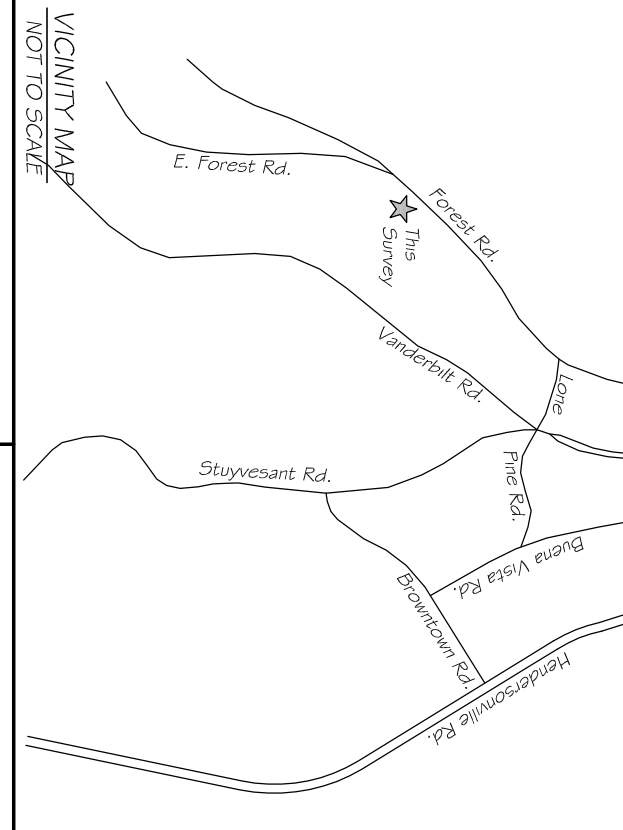 VICINITY MAP
NOT TO SCALE
E. Forest Rd.
Forest Rd.
This
Survey
Vanderbilt Rd.
Lone
Pine Rd.
Stuyvesant Rd.
Buena Vista Rd.
Browntown Rd.
Hendersonville Rd.